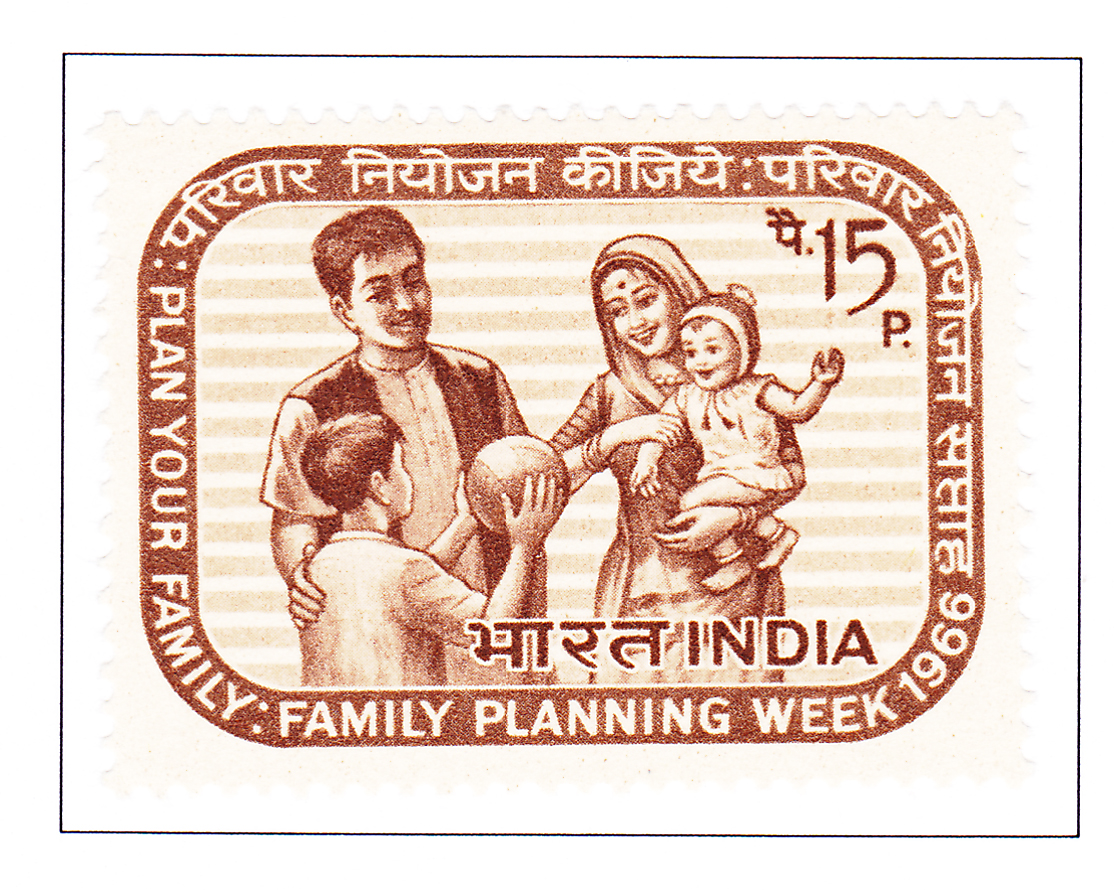 परिवार नियोजन कीजिये : परिवार नियोजन सप्ताह 1966
पै. 15
P.
भारत INDIA
: PLAN YOUR FAMILY : FAMILY PLANNING WEEK